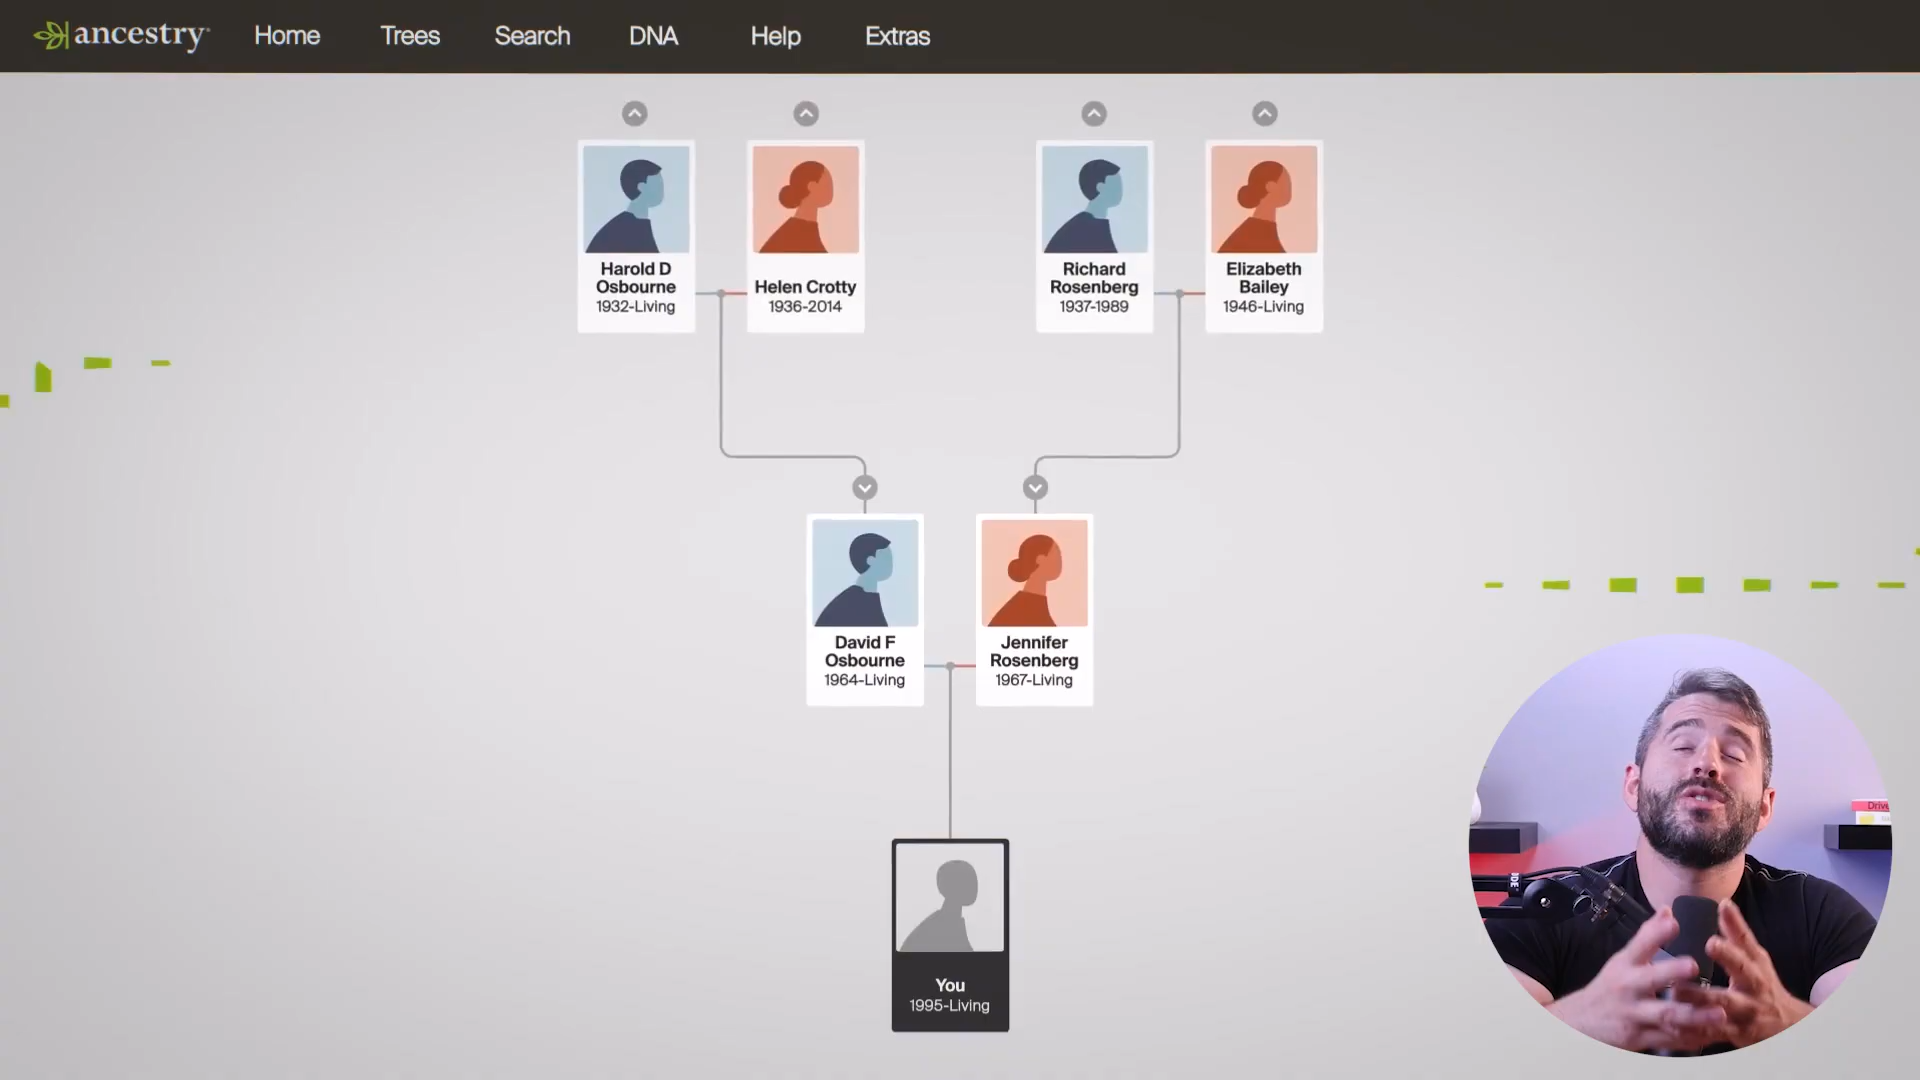 ancestry
Home
Trees
Search
DNA
Help
Extras
Harold D
Osbourne
1932-Living
Helen Crotty
1936-2014
Richard
Rosenberg
1937-1989
Elizabeth
Bailey
1946-Living
David F
Osbourne
1964-Living
Jennifer
Rosenberg
1967-Living
You
1995-Living
Drive